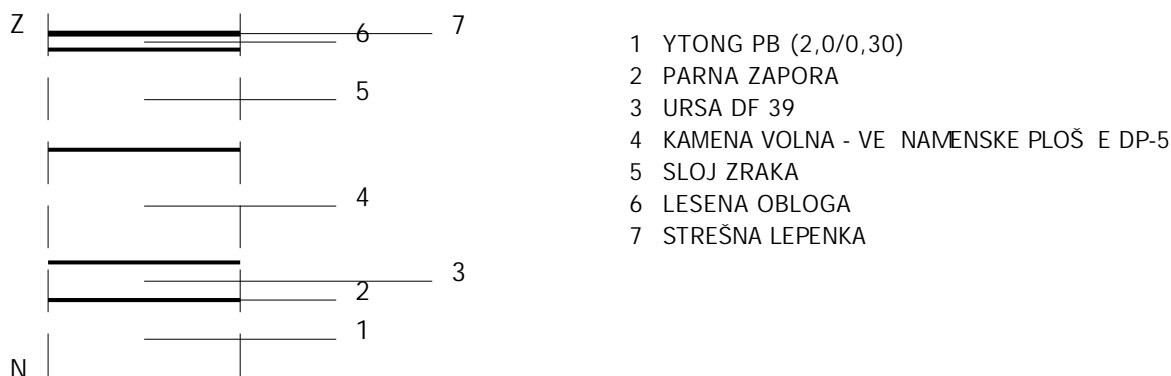 Z
7
6
5
4
3
2
1
N
1 YTONG PB (2,0/0,30)
2 PARNA ZAPORA
3 URSA DF 39
4 KAMENA VOLNA - VE NAMENSKE PLOŠ E DP-5
5 SLOJ ZRAKA
6 LESENA OBLOGA
7 STREŠNA LEPENKA